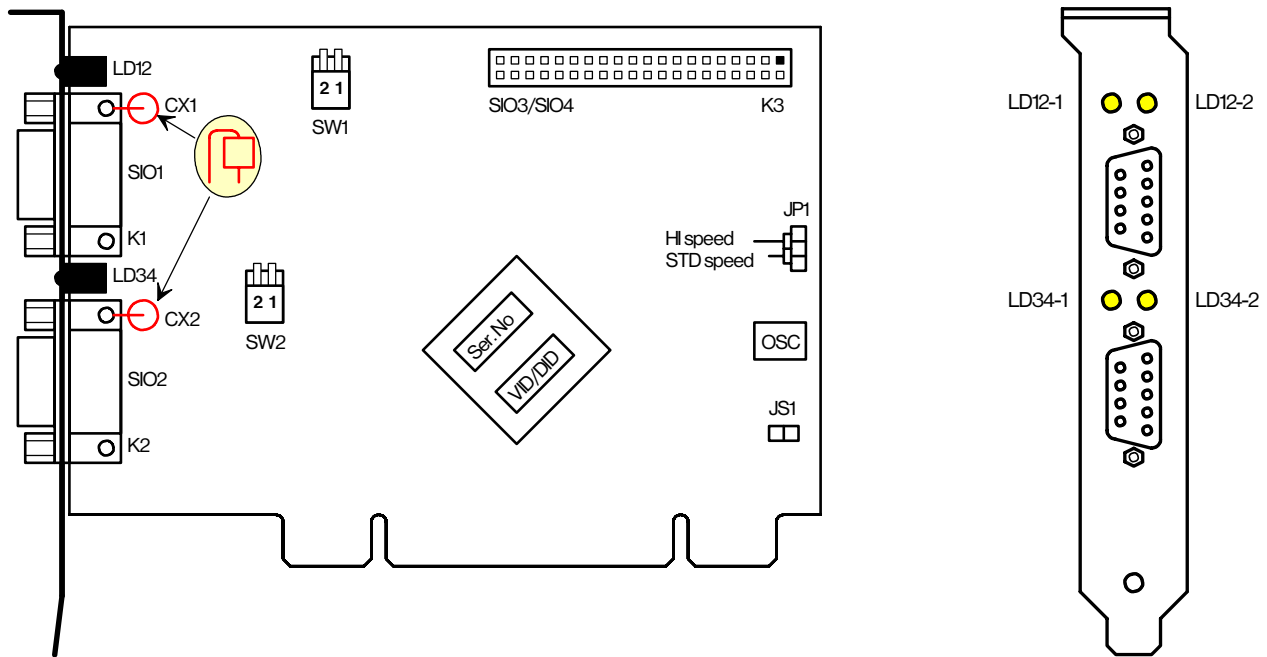 LD12
CX1
SIO1
K1
LD34
CX2
SIO2
K2
2 1
SW1
2 1
SW2
SIO3/SIO4 K3
JP1
HI speed
STD speed
Ser. No
VID/DID
OSC
JS1
LD12-1 LD12-2
LD34-1 LD34-2